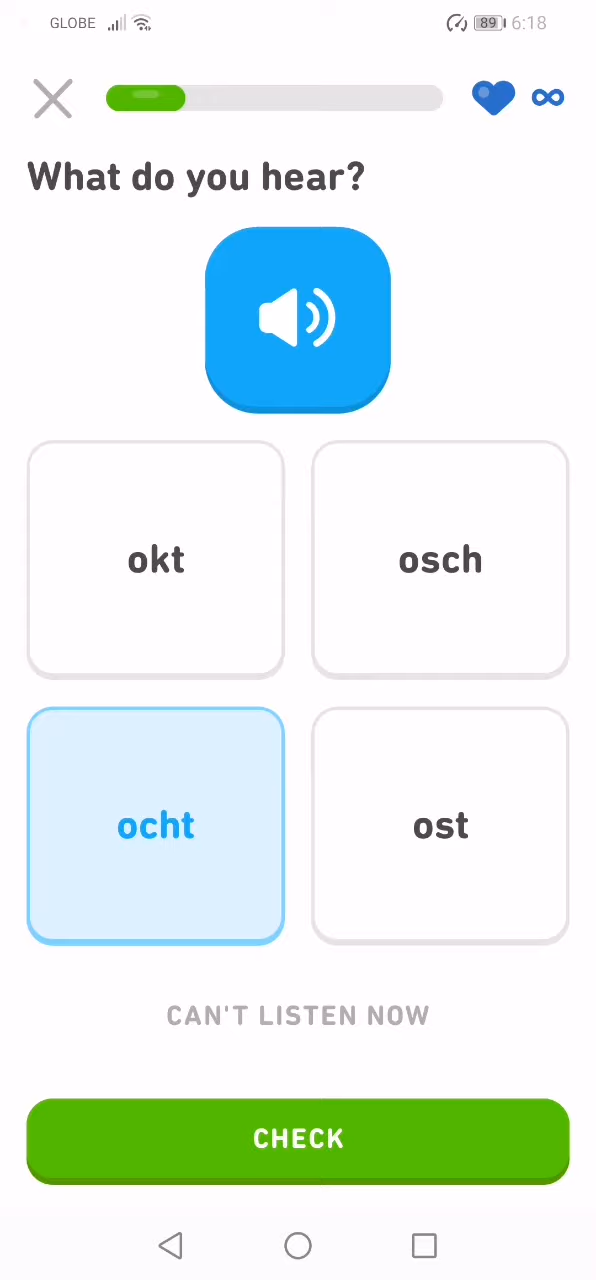 GLOBE 89 6:18
What do you hear?
okt osch
ocht ost
CAN'T LISTEN NOW
CHECK